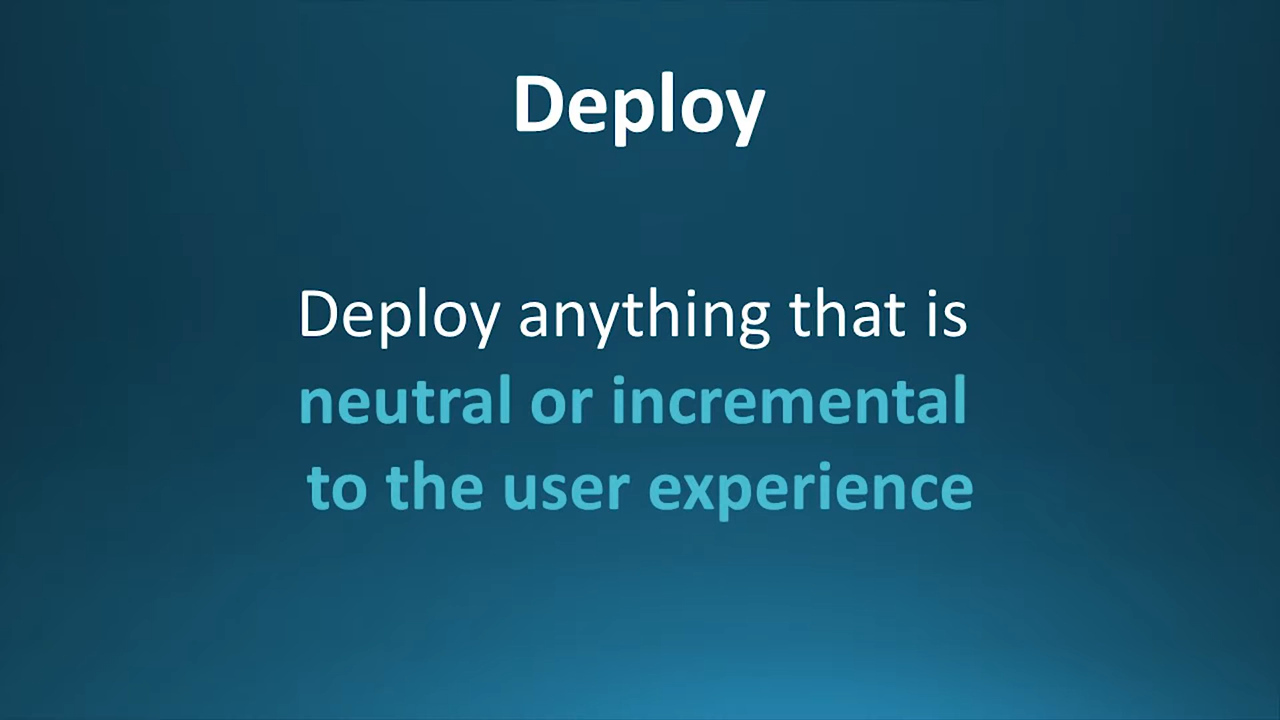 Deploy
Deploy anything that is
neutral or incremental
to the user experience